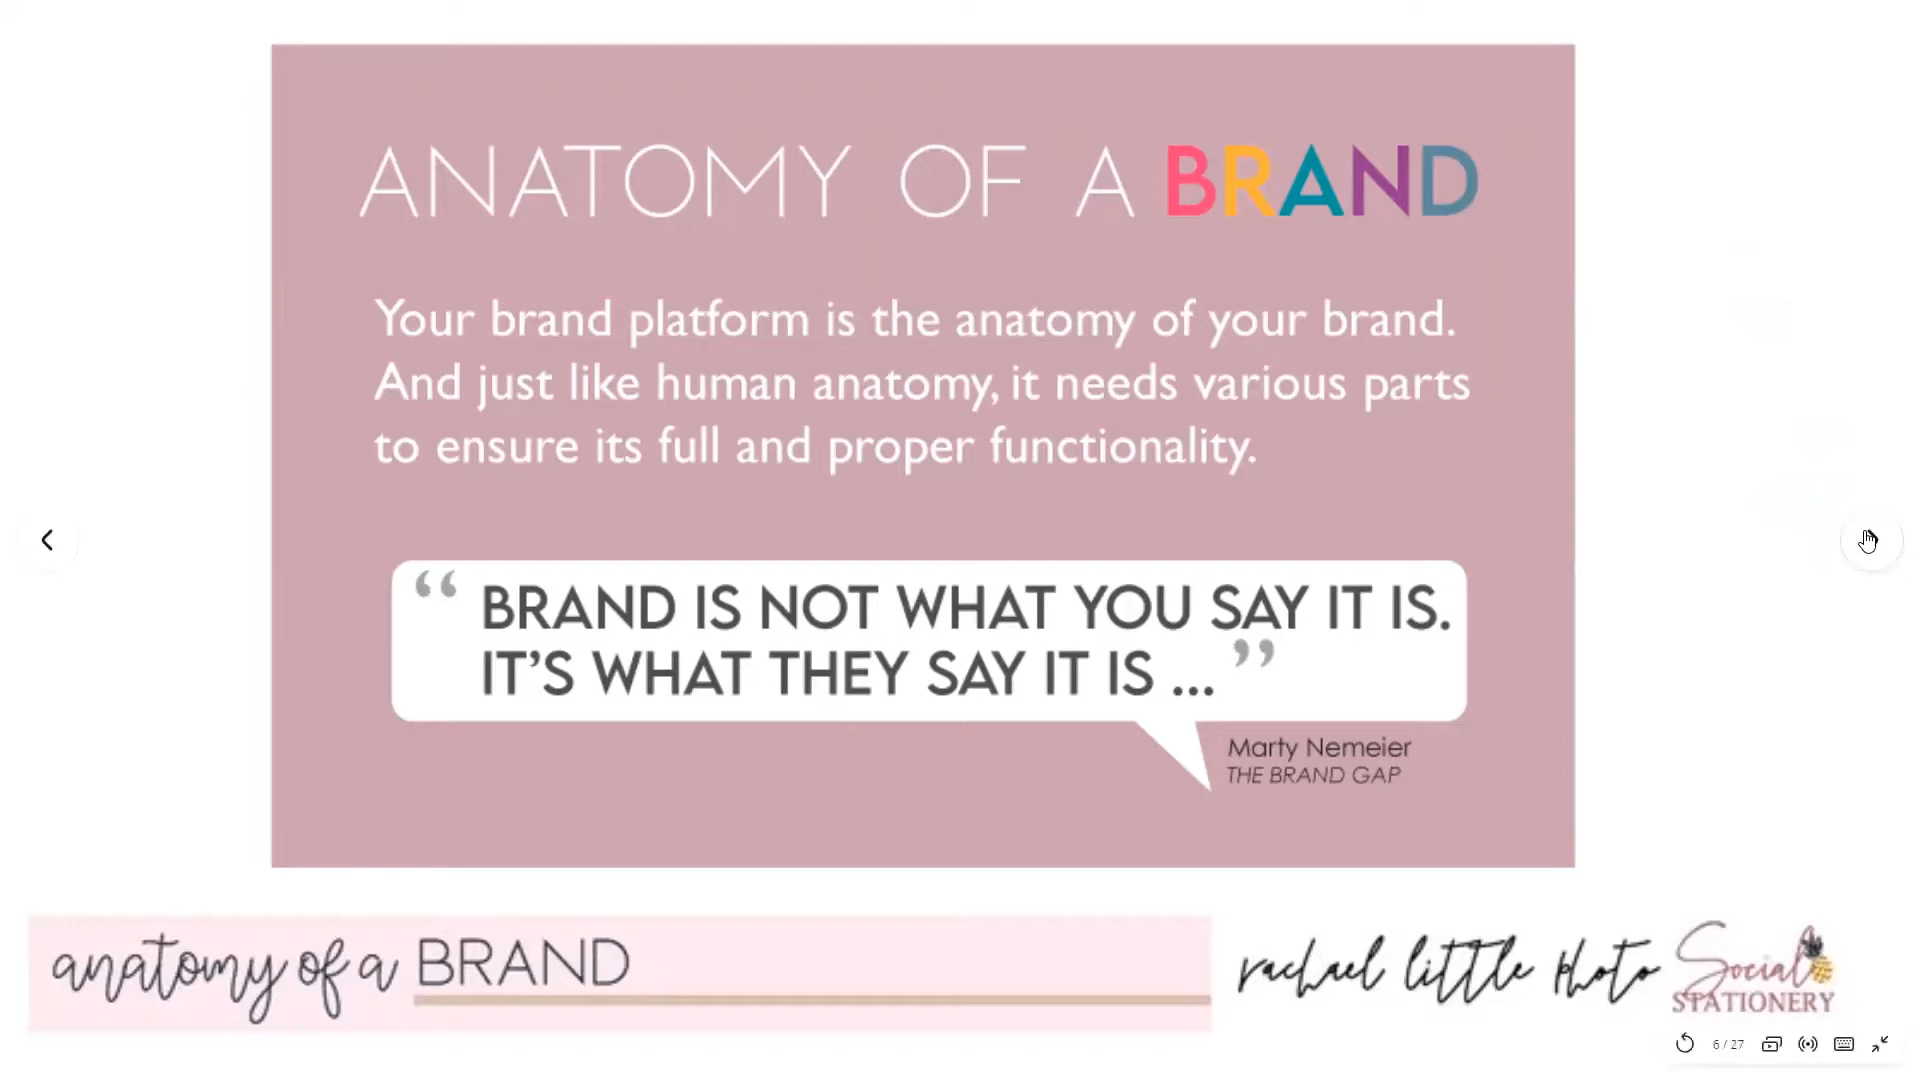 ANATOMY OF A BRAND
Your brand platform is the anatomy of your brand.
And just like human anatomy, it needs various parts
to ensure its full and proper functionality.
“ BRAND IS NOT WHAT YOU SAY IT IS.
IT’S WHAT THEY SAY IT IS ... ”
Marty Nemeier
THE BRAND GAP
anatomy of a BRAND
rachael little photo
Social
STATIONERY
6 / 27